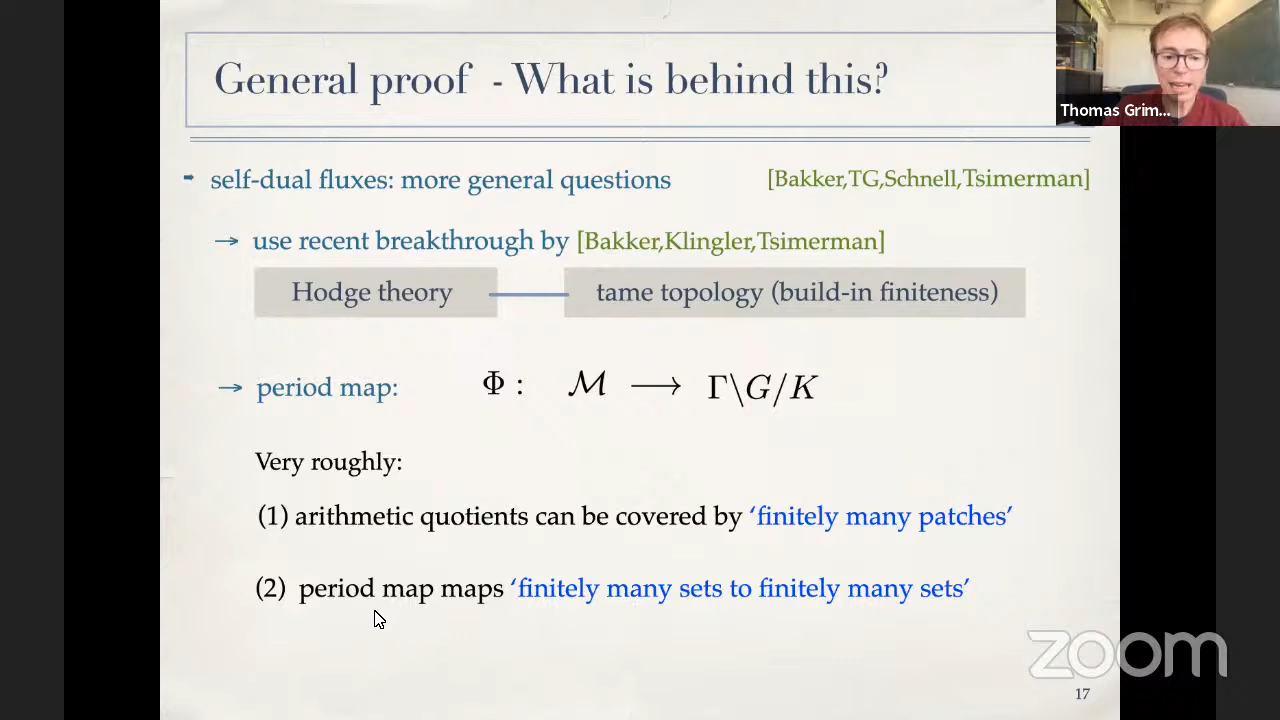 General proof - What is behind this?
Thomas Grim...
➡ self-dual fluxes: more general questions [Bakker,TG,Schnell,Tsimerman]
→ use recent breakthrough by [Bakker,Klingler,Tsimerman]
Hodge theory tame topology (build-in finiteness)
→ period map: Φ : ℳ ⟶ Γ\G/K
Very roughly:
(1) arithmetic quotients can be covered by ‘finitely many patches’
(2) period map maps ‘finitely many sets to finitely many sets’
zoom
17